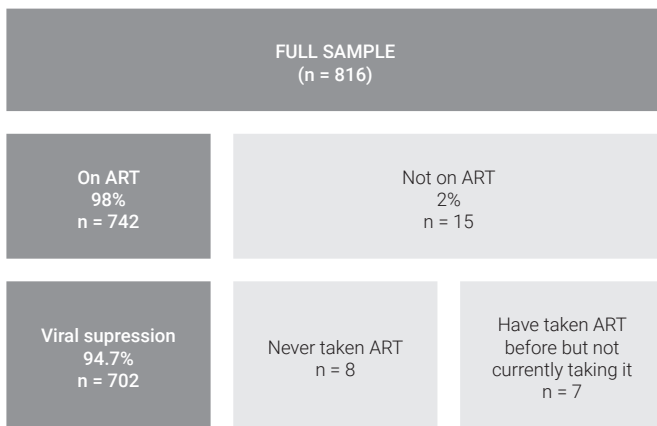 FULL SAMPLE
(n = 816)
On ART
98%
n = 742
Not on ART
2%
n = 15
Viral supression
94.7%
n = 702
Never taken ART
n = 8
Have taken ART
before but not
currently taking it
n = 7